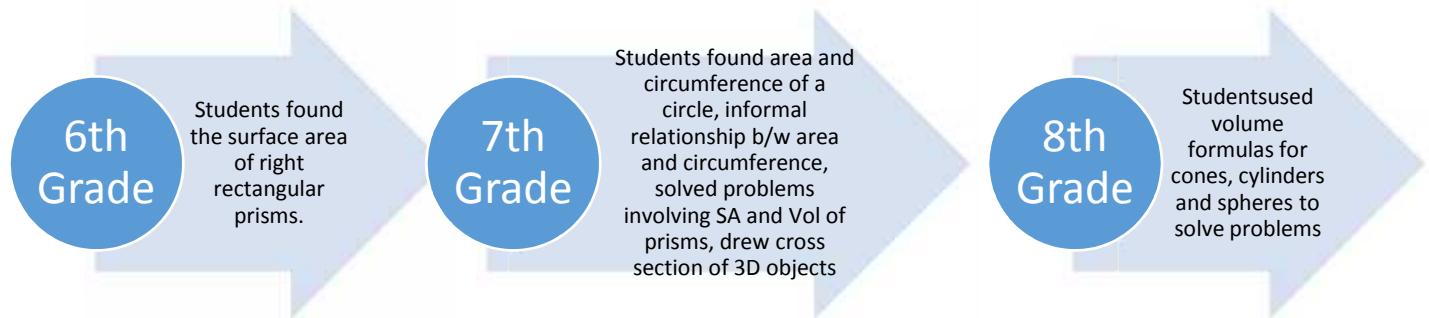 6th
Grade
Students found
the surface area
of right
rectangular
prisms.
7th
Grade
Students found area and
circumference of a
circle, informal
relationship b/w area
and circumference,
solved problems
involving SA and Vol of
prisms, drew cross
section of 3D objects
8th
Grade
Studentsused
volume
formulas for
cones, cylinders
and spheres to
solve problems